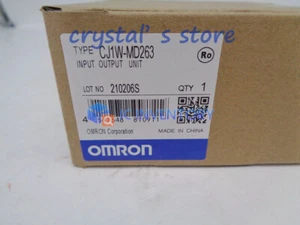 crystal' s store
TYPE CJ1W-MD263
INPUT OUTPUT UNIT
Ro
LOT NO 210206S QTY 1
OMRON Corporation
MADE IN CHINA
OMRON